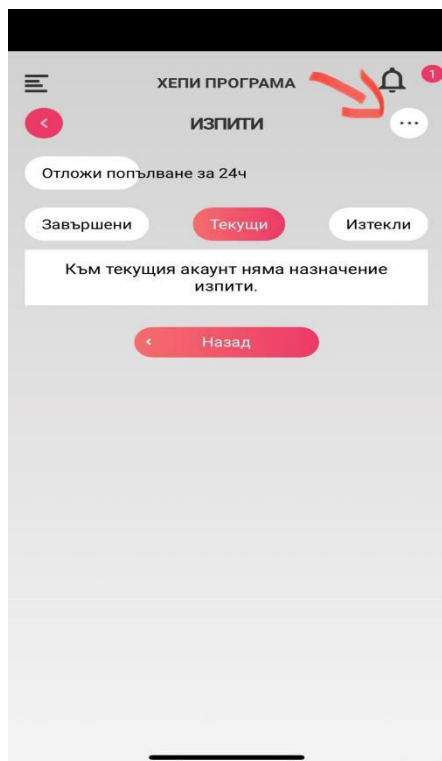 ХЕПИ ПРОГРАМА
1
ИЗПИТИ
Отложи попълване за 24ч
Завършени
Текущи
Изтекли
Към текущия акаунт няма назначение
изпити.
Назад